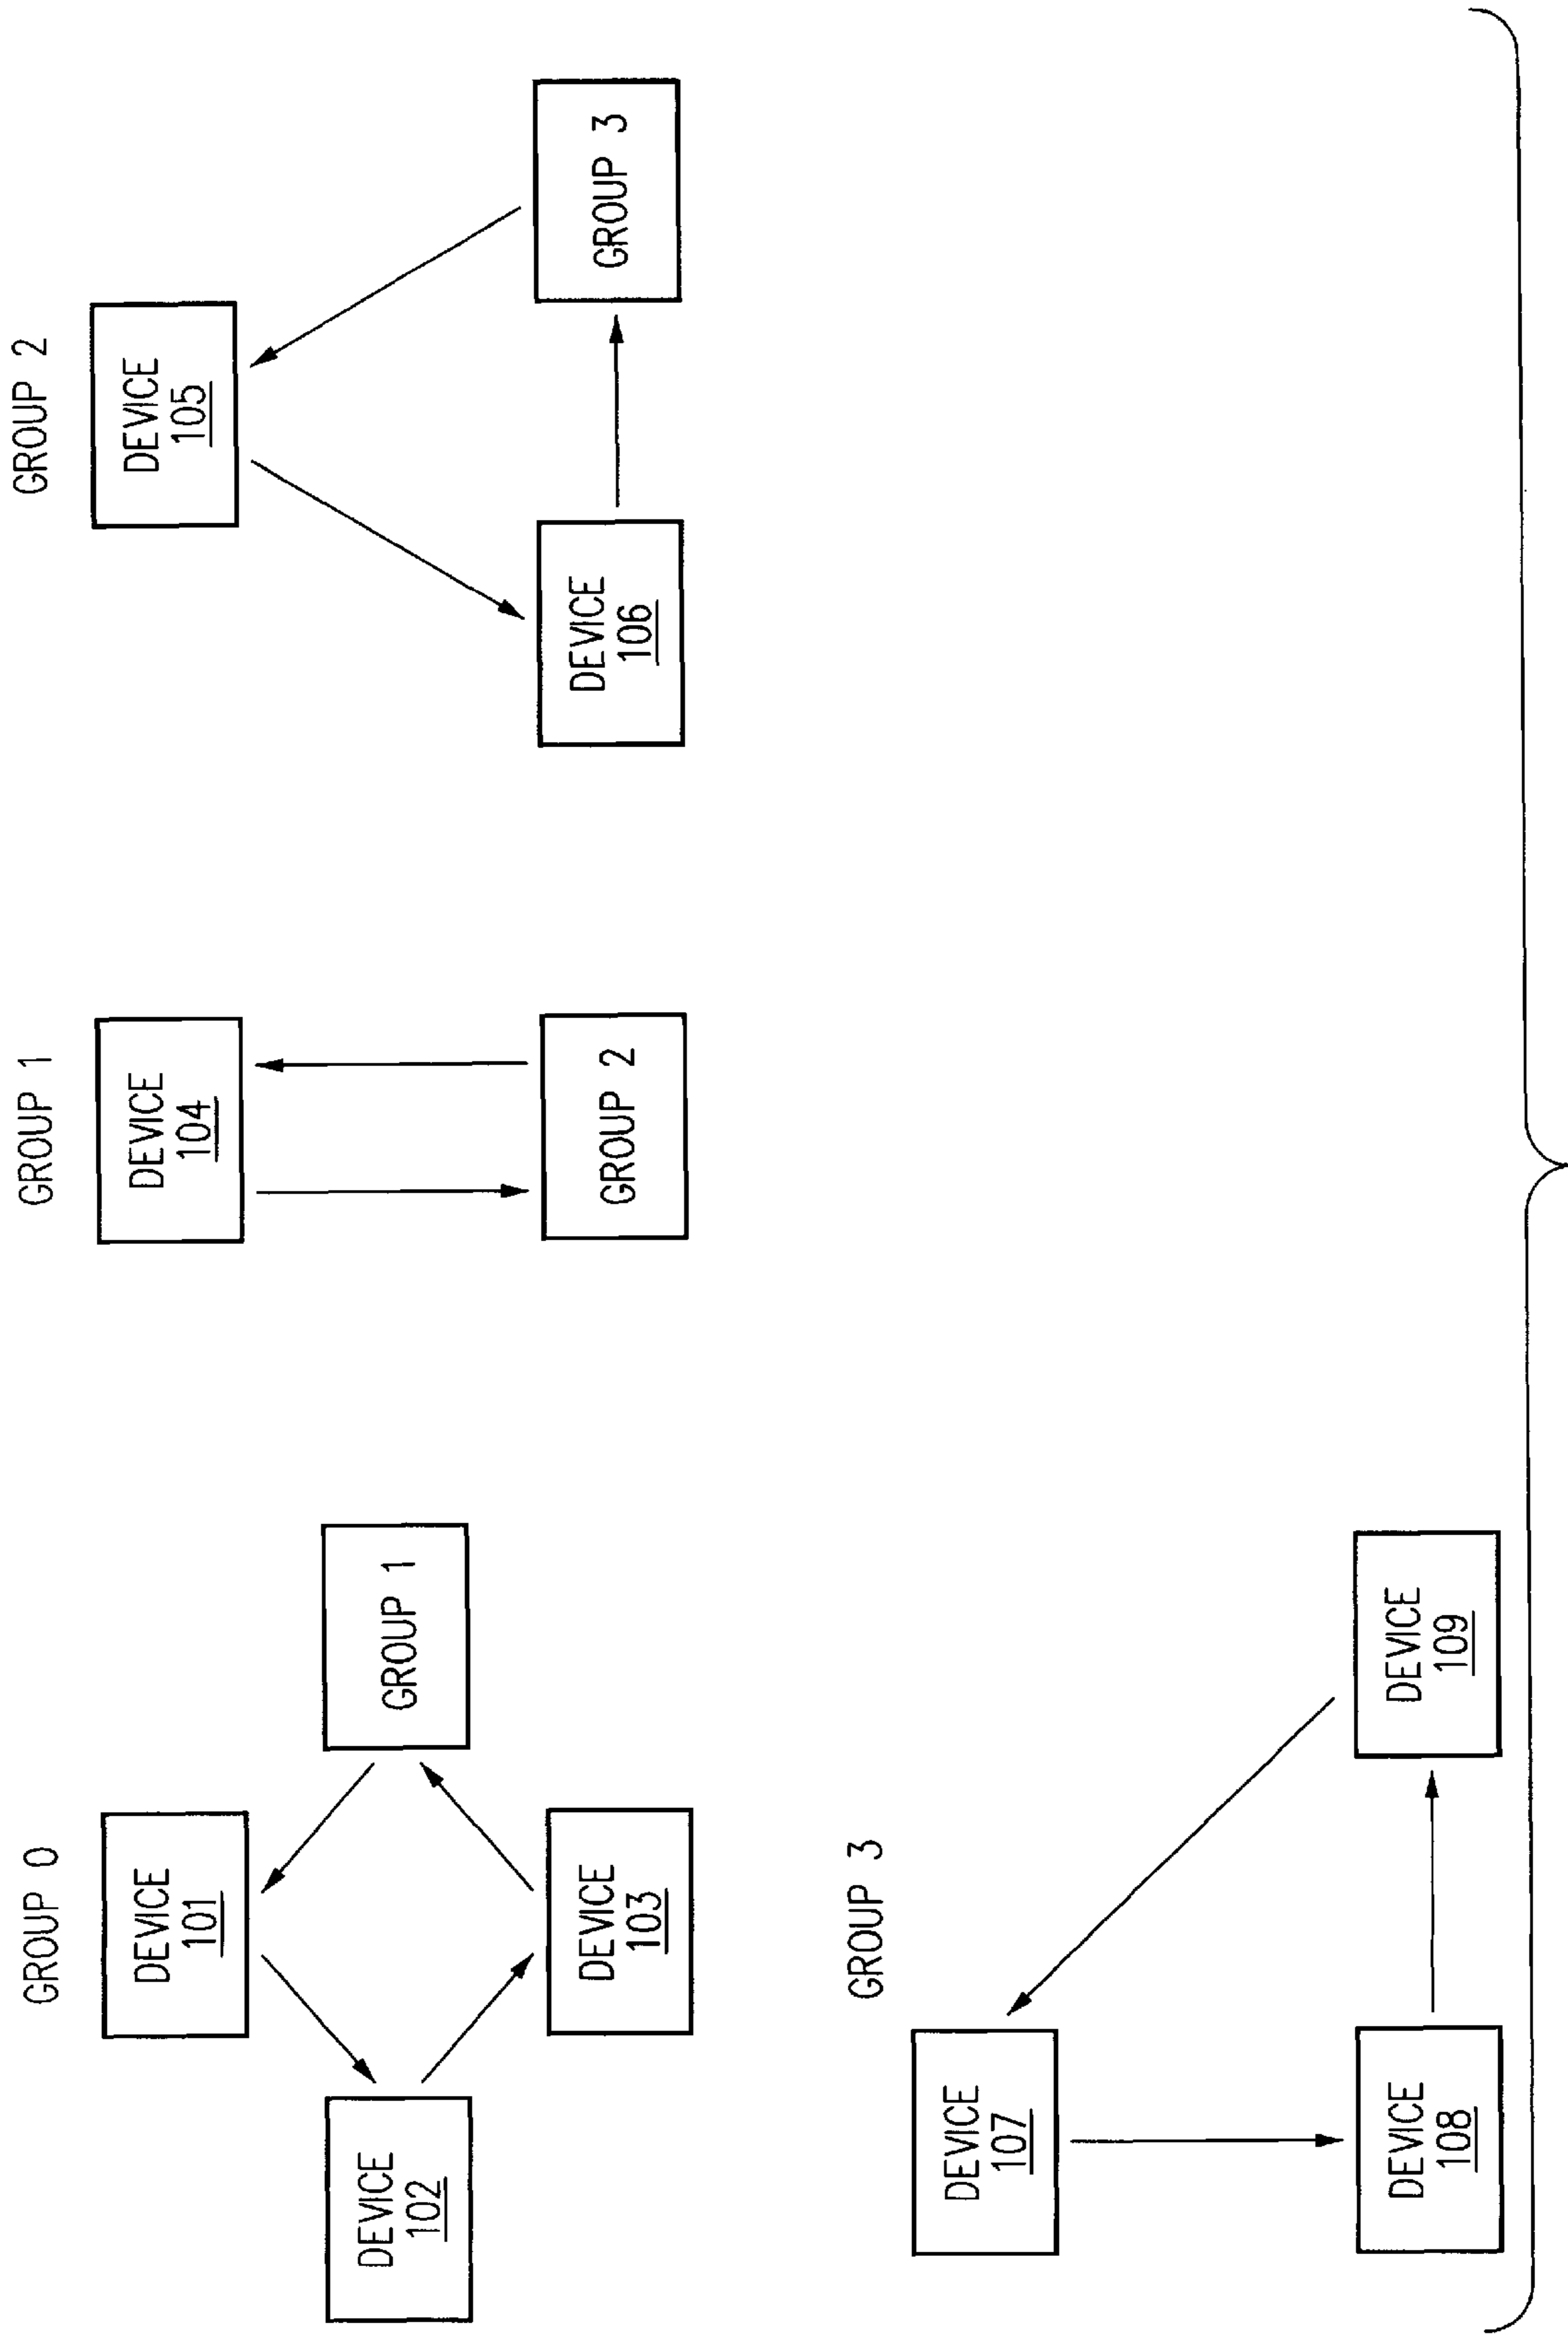 GROUP 0
DEVICE
101
DEVICE
102
GROUP 1
DEVICE
103
GROUP 1
DEVICE
104
GROUP 2
GROUP 2
DEVICE
105
DEVICE
106
GROUP 3
GROUP 3
DEVICE
107
DEVICE
108
DEVICE
109